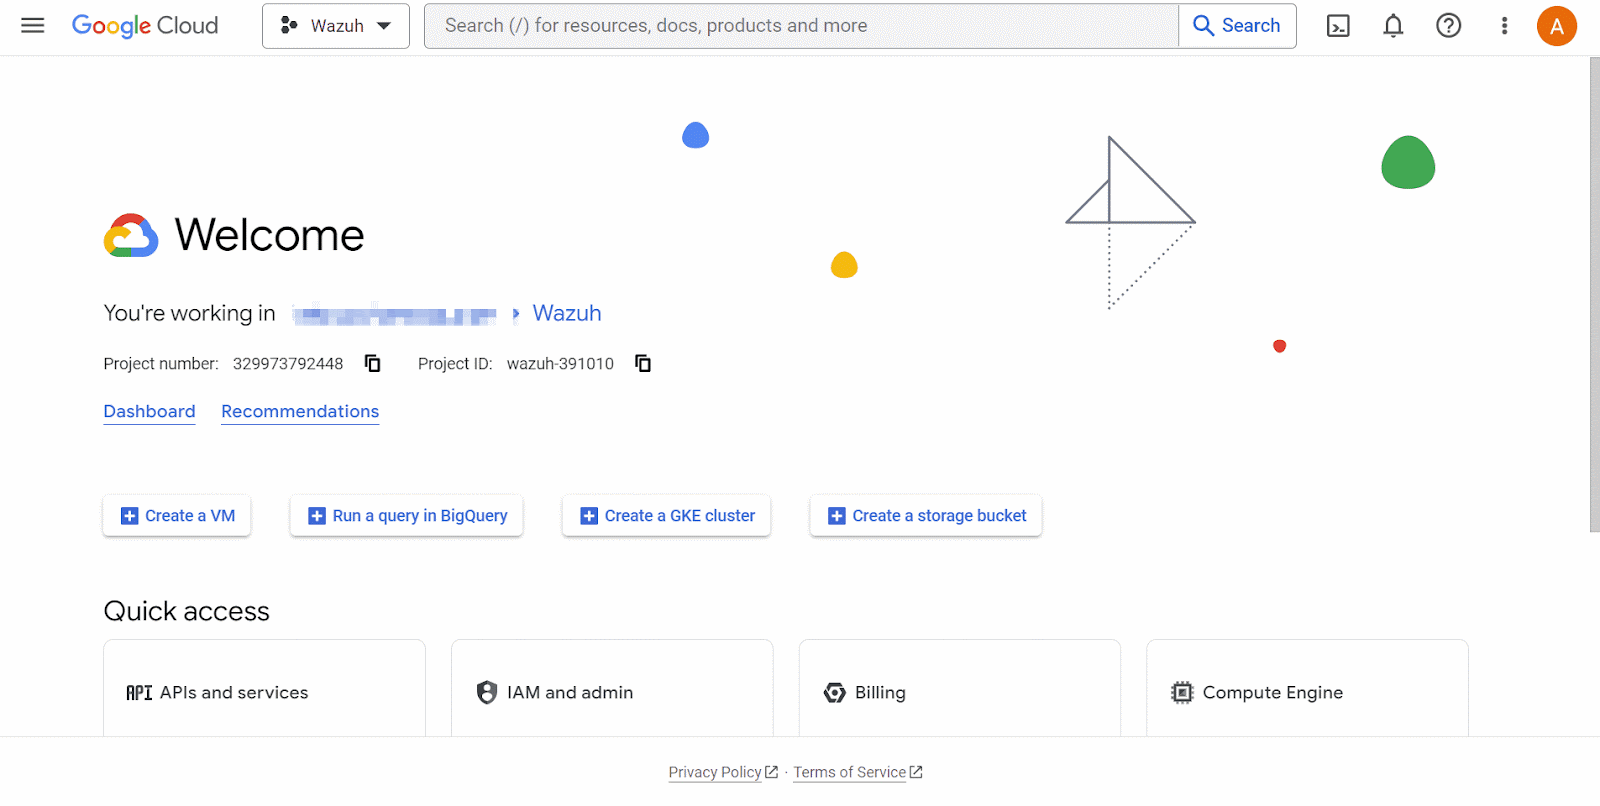 Google Cloud Wazuh Search (/) for resources, docs, products and more Search A
Welcome
You're working in Wazuh
Project number: 329973792448 Project ID: wazuh-391010
Dashboard Recommendations
Create a VM Run a query in BigQuery Create a GKE cluster Create a storage bucket
Quick access
API APIs and services IAM and admin Billing Compute Engine
Privacy Policy · Terms of Service